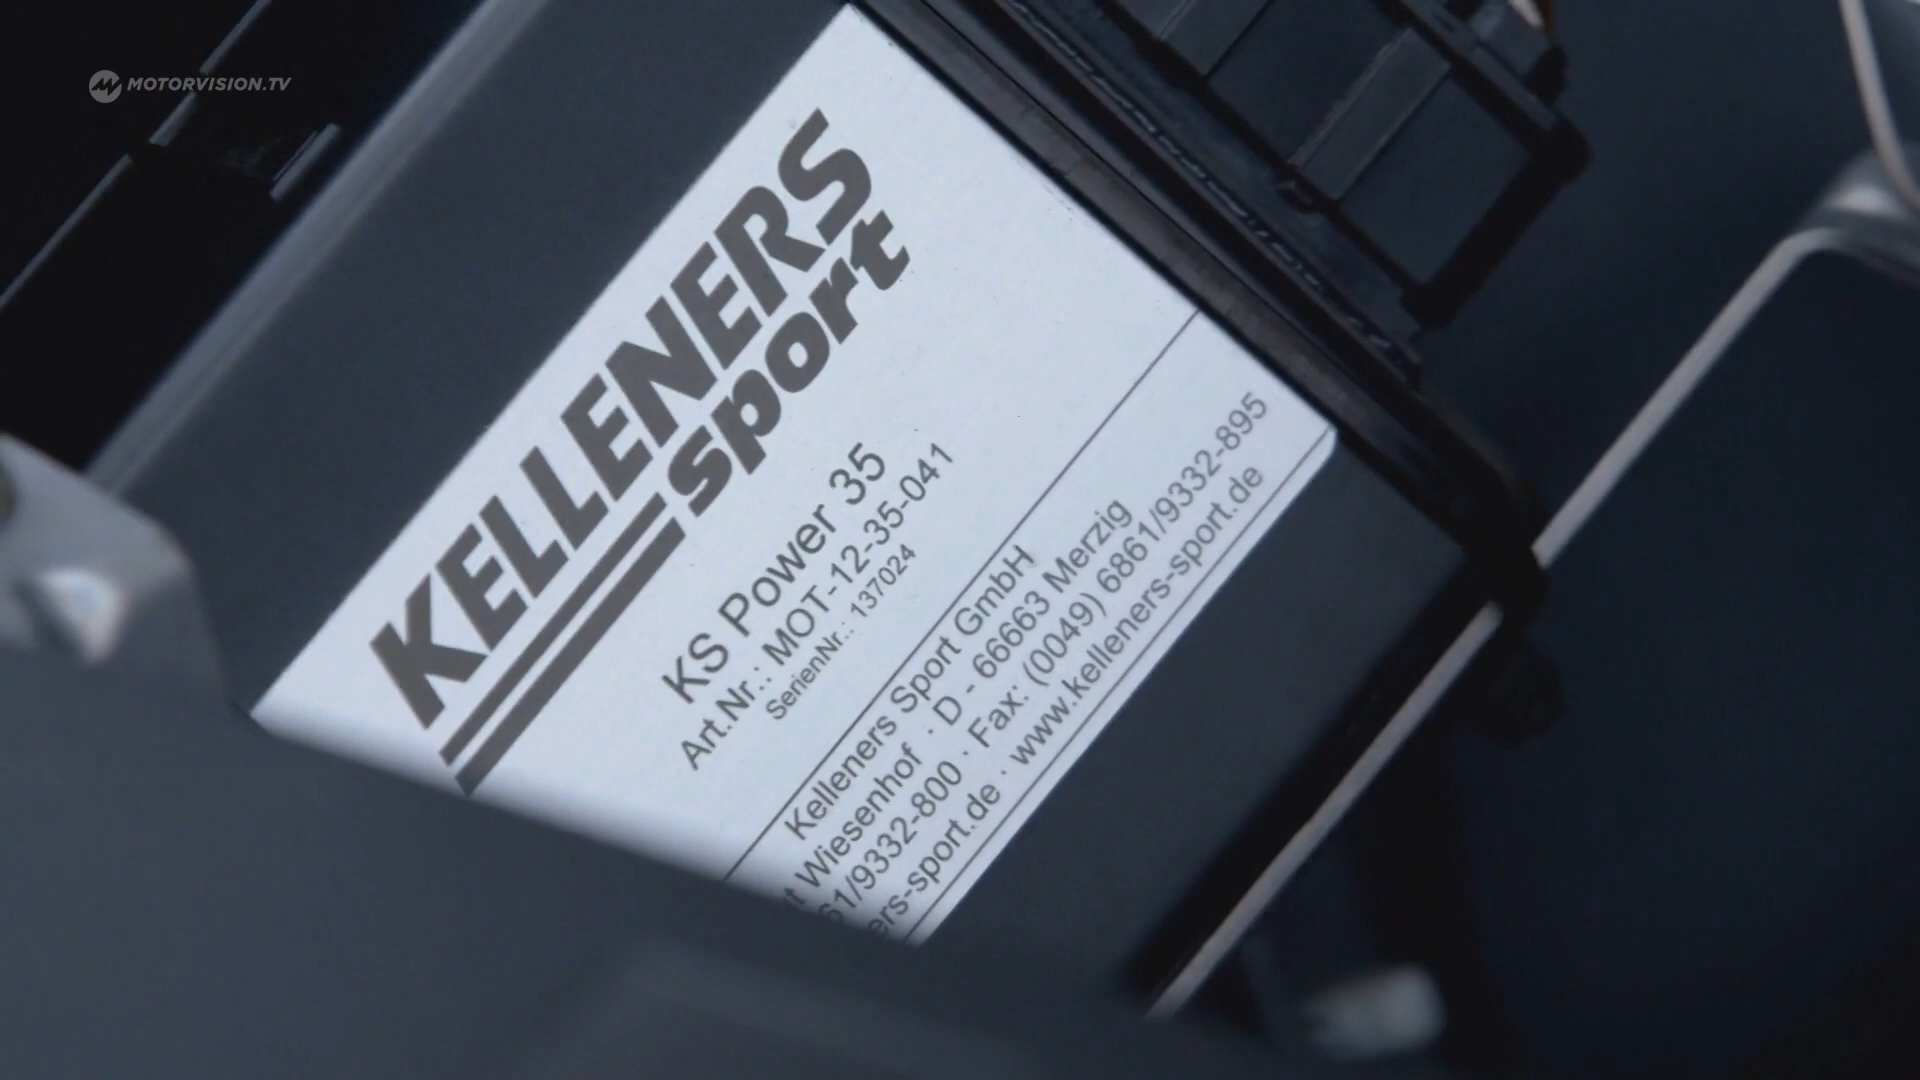 MOTORVISION.TV
KELLENERS
sport
KS Power 35
Art.Nr.: MOT-12-35-041
SerienNr.: 137024
Kelleners Sport GmbH
Wiesenhof · D - 66663 Merzig
61/9332-800 · Fax: (0049) 6861/9332-895
ers-sport.de · www.kelleners-sport.de